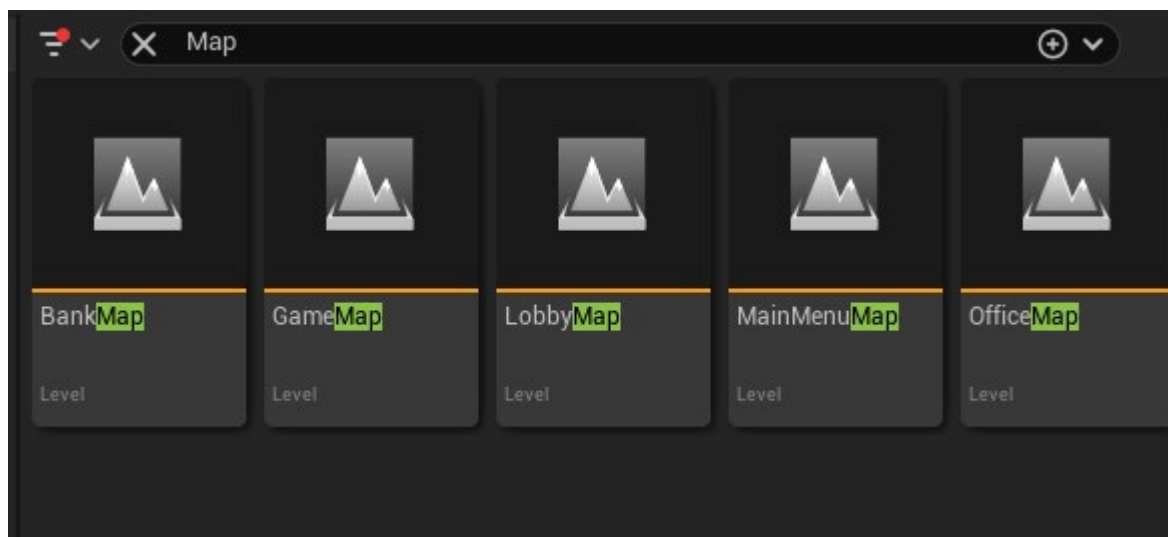 Map
BankMap
GameMap
LobbyMap
MainMenuMap
OfficeMap
Level
Level
Level
Level
Level